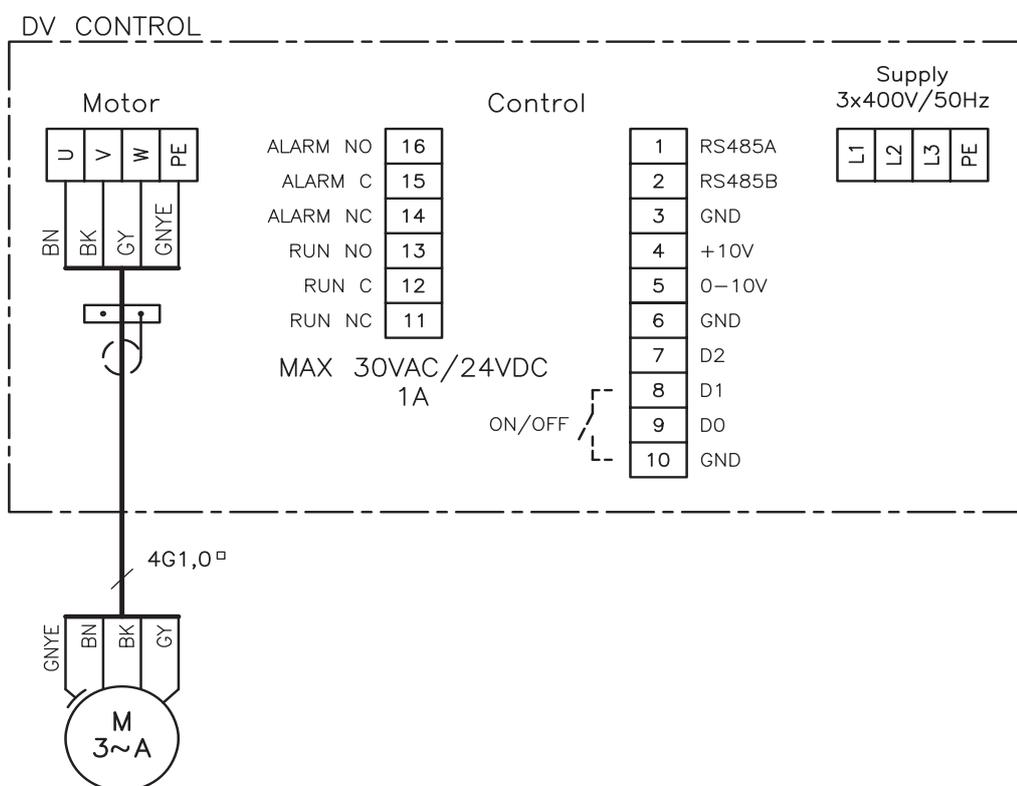 DV CONTROL
Motor
U V W PE
BN BK GY GNYE
Control
ALARM NO 16
ALARM C 15
ALARM NC 14
RUN NO 13
RUN C 12
RUN NC 11
MAX 30VAC/24VDC
1A
1 RS485A
2 RS485B
3 GND
4 +10V
5 0-10V
6 GND
7 D2
8 D1
9 D0
10 GND
ON/OFF
Supply
3x400V/50Hz
L1 L2 L3 PE
4G1,0▫
GNYE BN BK GY
M
3~A